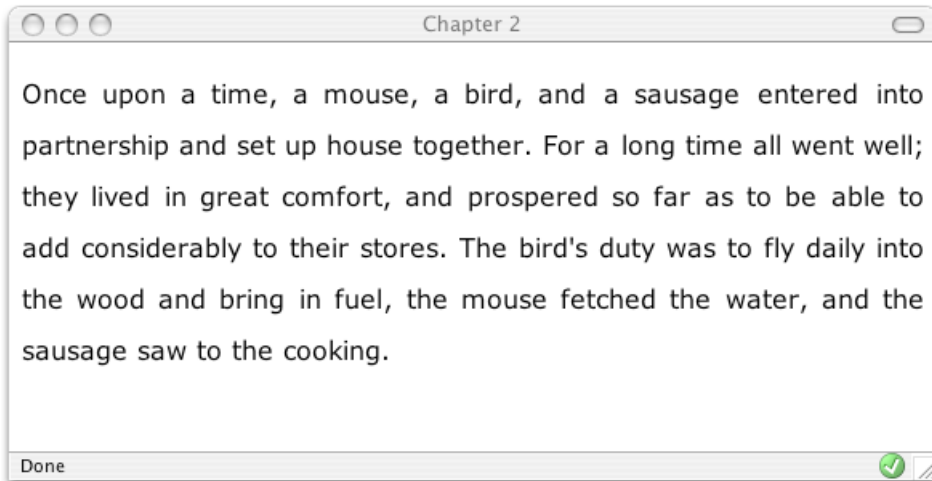 Chapter 2
Once upon a time, a mouse, a bird, and a sausage entered into
partnership and set up house together. For a long time all went well;
they lived in great comfort, and prospered so far as to be able to
add considerably to their stores. The bird's duty was to fly daily into
the wood and bring in fuel, the mouse fetched the water, and the
sausage saw to the cooking.
Done